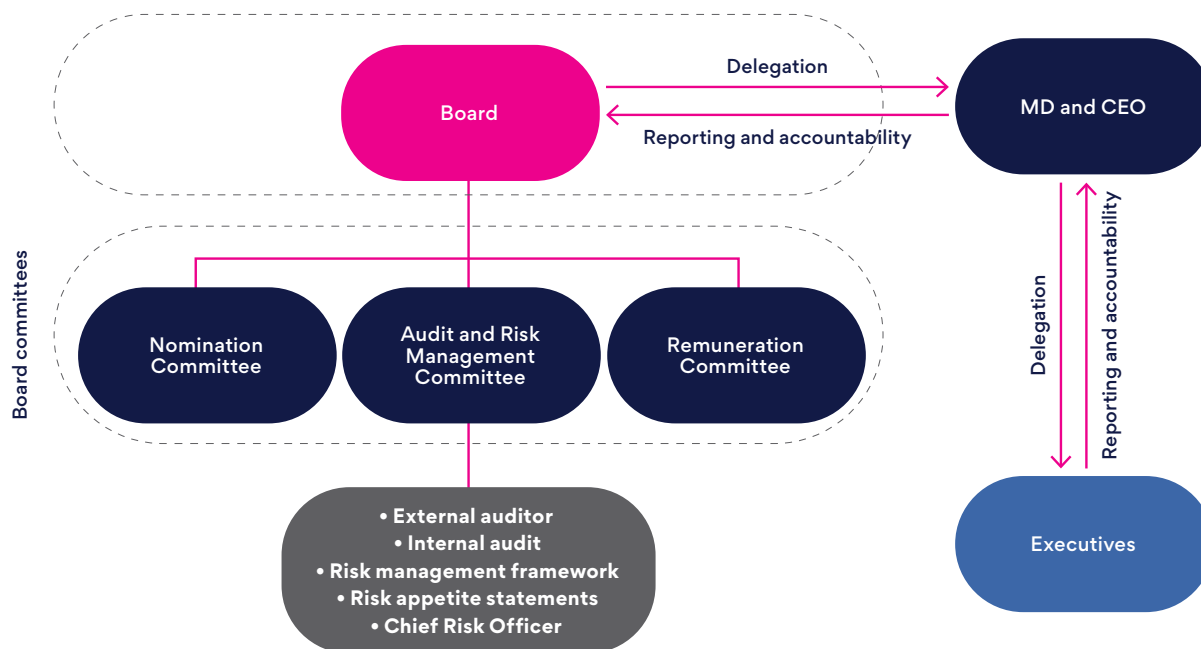 Delegation
Board
MD and CEO
Reporting and accountability
Board committees
Nomination
Committee
Audit and Risk
Management
Committee
Remuneration
Committee
Delegation
Reporting and accountability
• External auditor
• Internal audit
• Risk management framework
• Risk appetite statements
• Chief Risk Officer
Executives